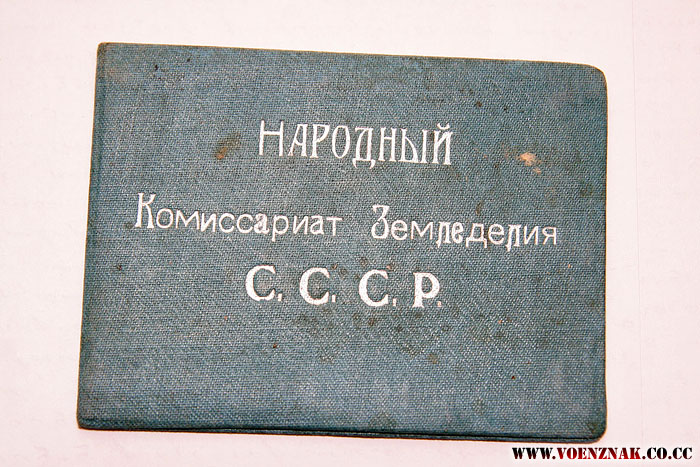 НАРОДНЫЙ
Комиссариат Земледелия
С. С. С. Р.
WWW.VOENZNAK.CO.CC